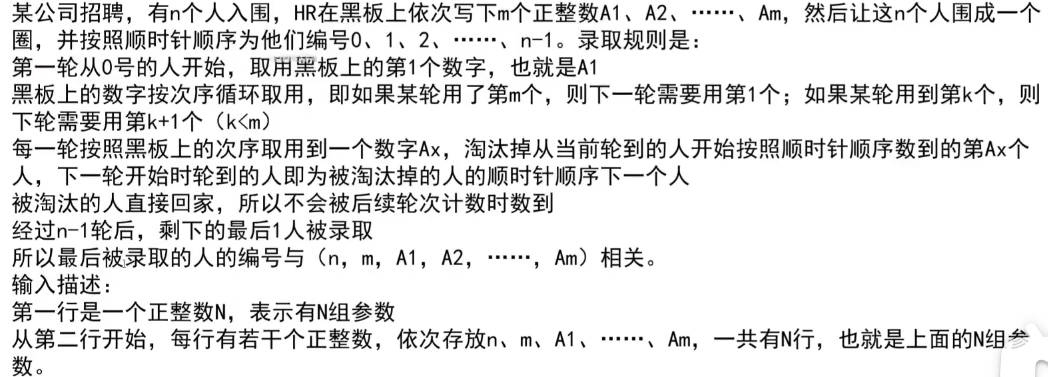 某公司招聘，有n个人入围，HR在黑板上依次写下m个正整数A1、A2、……、Am，然后让这n个人围成一个
圈，并按照顺时针顺序为他们编号0、1、2、……、n-1。录取规则是：
第一轮从0号的人开始，取用黑板上的第1个数字，也就是A1
黑板上的数字按次序循环取用，即如果某轮用了第m个，则下一轮需要用第1个；如果某轮用到第k个，则
下轮需要用第k+1个（k<m）
每一轮按照黑板上的次序取用到一个数字Ax，淘汰掉从当前轮到的人开始按照顺时针顺序数到的第Ax个
人，下一轮开始时轮到的人即为被淘汰掉的人的顺时针顺序下一个人
被淘汰的人直接回家，所以不会被后续轮次计数时数到
经过n-1轮后，剩下的最后1人被录取
所以最后被录取的人的编号与（n，m，A1，A2，……，Am）相关。
输入描述：
第一行是一个正整数N，表示有N组参数
从第二行开始，每行有若干个正整数，依次存放n、m、A1、……、Am，一共有N行，也就是上面的N组参
数。